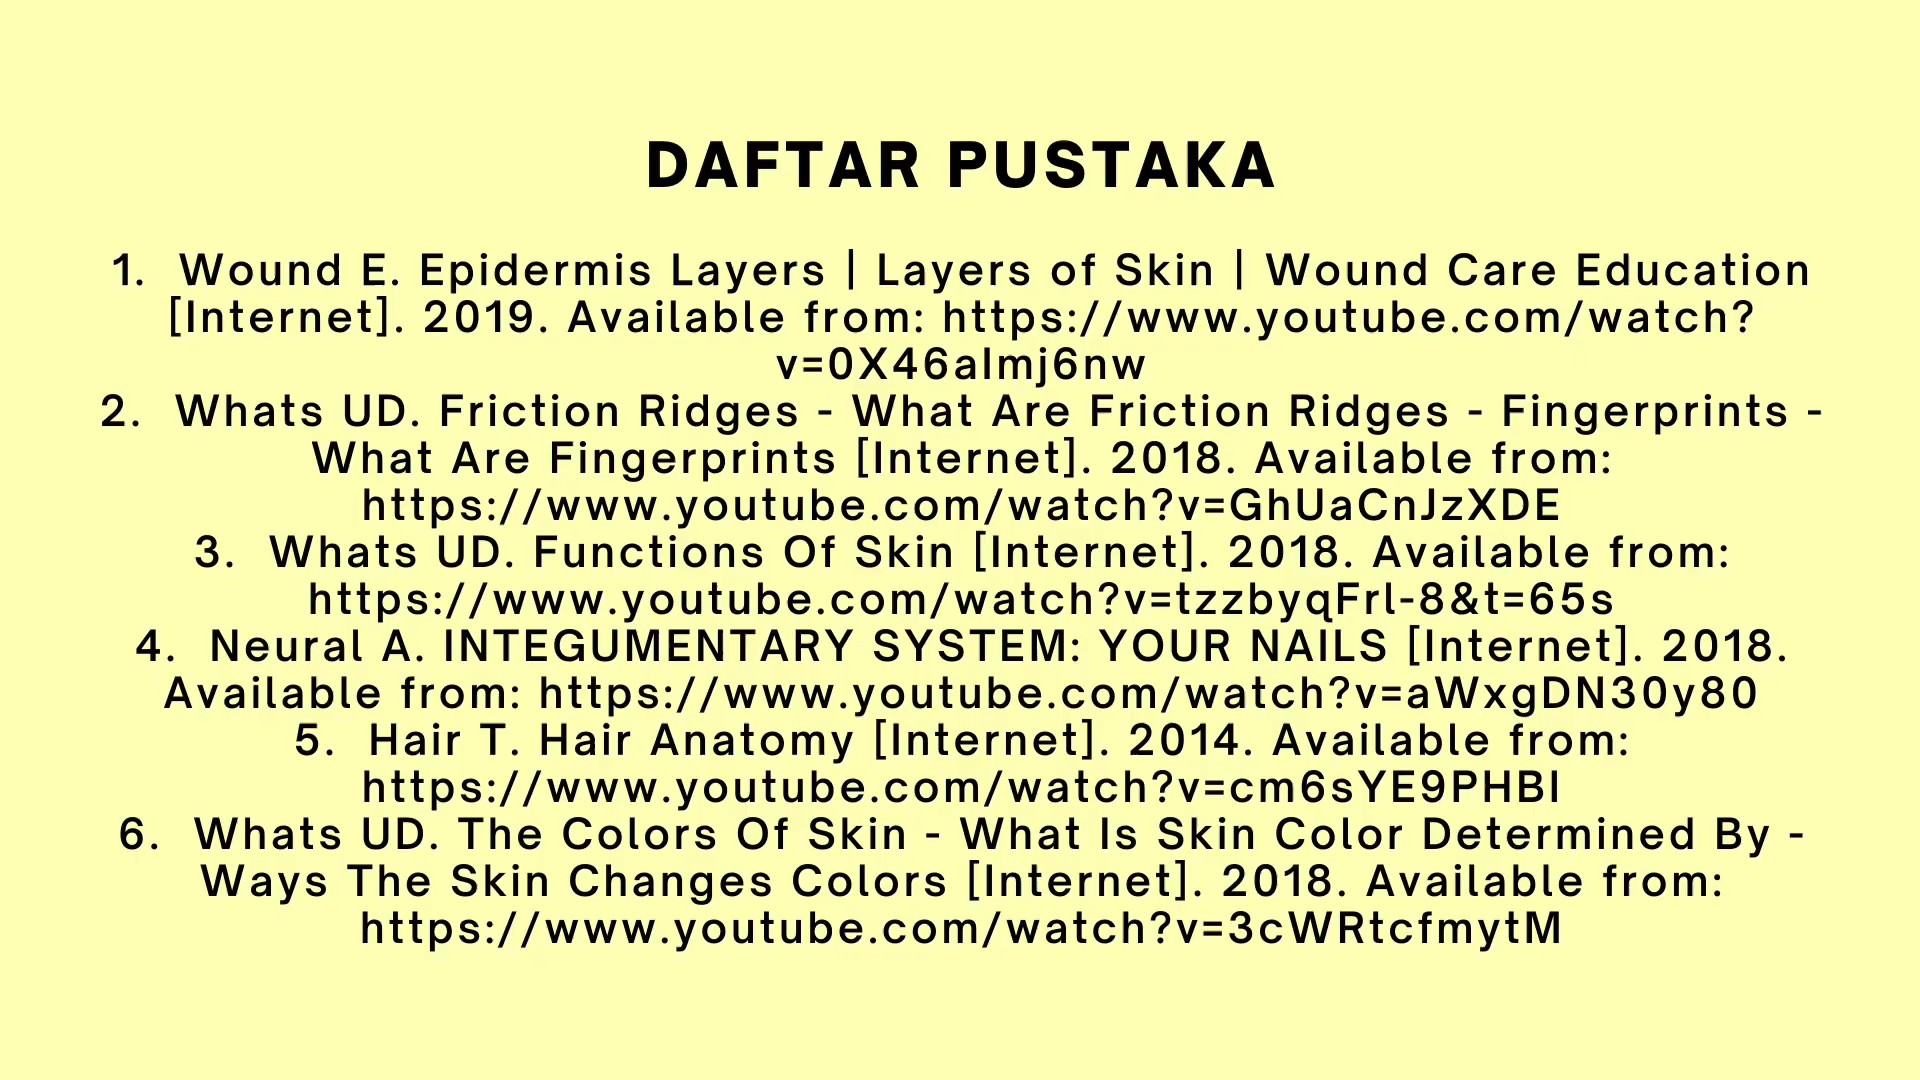 DAFTAR PUSTAKA
1. Wound E. Epidermis Layers | Layers of Skin | Wound Care Education
[Internet]. 2019. Available from: https://www.youtube.com/watch?
v=0X46aImj6nw
2. Whats UD. Friction Ridges - What Are Friction Ridges - Fingerprints -
What Are Fingerprints [Internet]. 2018. Available from:
https://www.youtube.com/watch?v=GhUaCnJzXDE
3. Whats UD. Functions Of Skin [Internet]. 2018. Available from:
https://www.youtube.com/watch?v=tzzbyqFrl-8&t=65s
4. Neural A. INTEGUMENTARY SYSTEM: YOUR NAILS [Internet]. 2018.
Available from: https://www.youtube.com/watch?v=aWxgDN30y80
5. Hair T. Hair Anatomy [Internet]. 2014. Available from:
https://www.youtube.com/watch?v=cm6sYE9PHBI
6. Whats UD. The Colors Of Skin - What Is Skin Color Determined By -
Ways The Skin Changes Colors [Internet]. 2018. Available from:
https://www.youtube.com/watch?v=3cWRtcfmytM